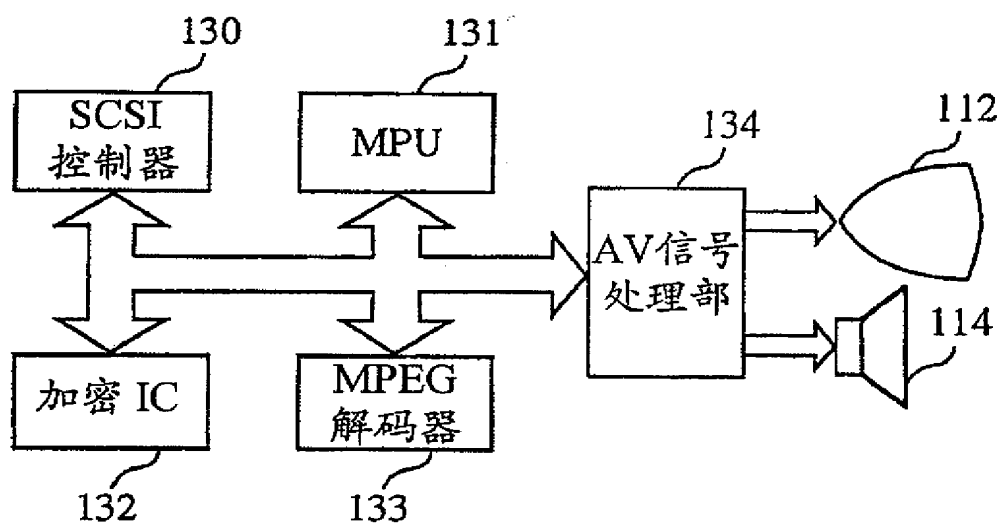 130
131
SCSI
控制器
MPU
134
112
AV信号
处理部
114
加密 IC
MPEG
解码器
132
133